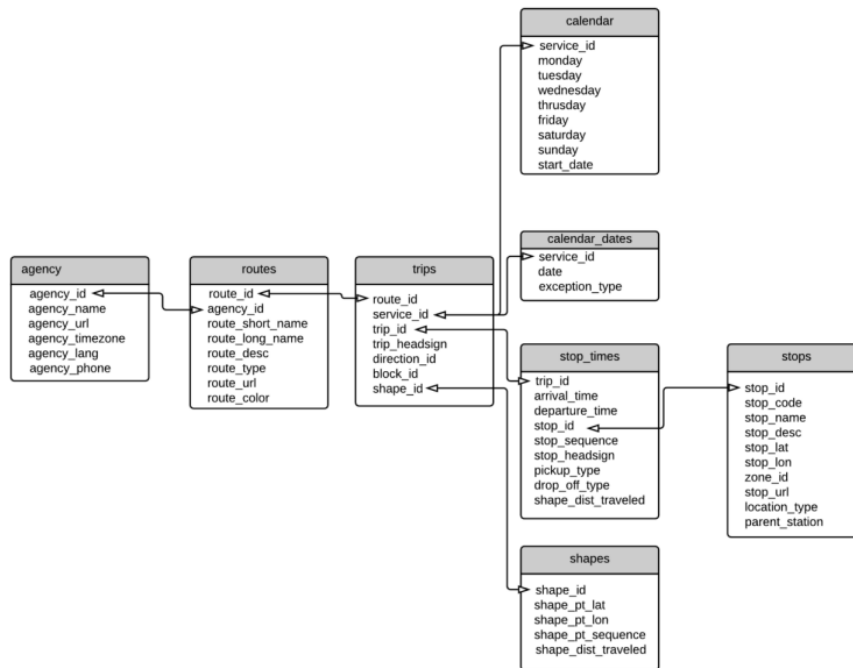 calendar
service_id
monday
tuesday
wednesday
thrusday
friday
saturday
sunday
start_date
calendar_dates
service_id
date
exception_type
agency
agency_id
agency_name
agency_url
agency_timezone
agency_lang
agency_phone
routes
route_id
agency_id
route_short_name
route_long_name
route_desc
route_type
route_url
route_color
trips
route_id
service_id
trip_id
trip_headsign
direction_id
block_id
shape_id
stop_times
trip_id
arrival_time
departure_time
stop_id
stop_sequence
stop_headsign
pickup_type
drop_off_type
shape_dist_traveled
stops
stop_id
stop_code
stop_name
stop_desc
stop_lat
stop_lon
zone_id
stop_url
location_type
parent_station
shapes
shape_id
shape_pt_lat
shape_pt_lon
shape_pt_sequence
shape_dist_traveled